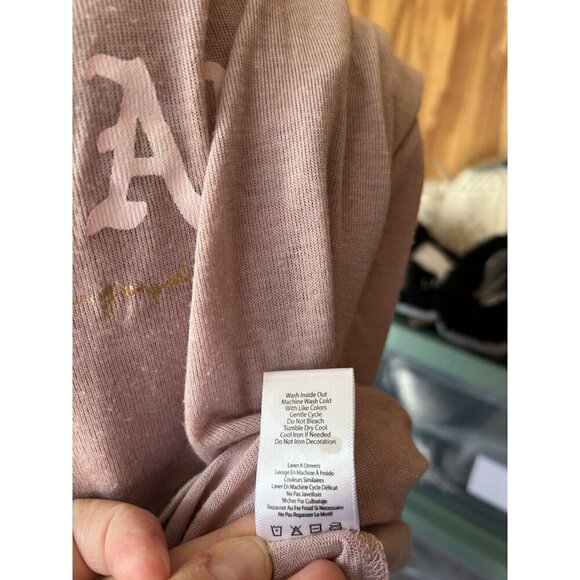 A
Wash Inside Out
Machine Wash Cold
With Like Colors
Gentle Cycle
Do Not Bleach
Tumble Dry Cool
Cool Iron If Needed
Do Not Iron Decoration
Laver À L'envers
Lavage En Machine À Froide
Couleurs Similaires
Laver En Machine Cycle Délicat
Ne Pas Javelliser
Sécher Par Culbutage
Repasser Au Fer Froid Si Necessaire
Ne Pas Repasser Le Motif